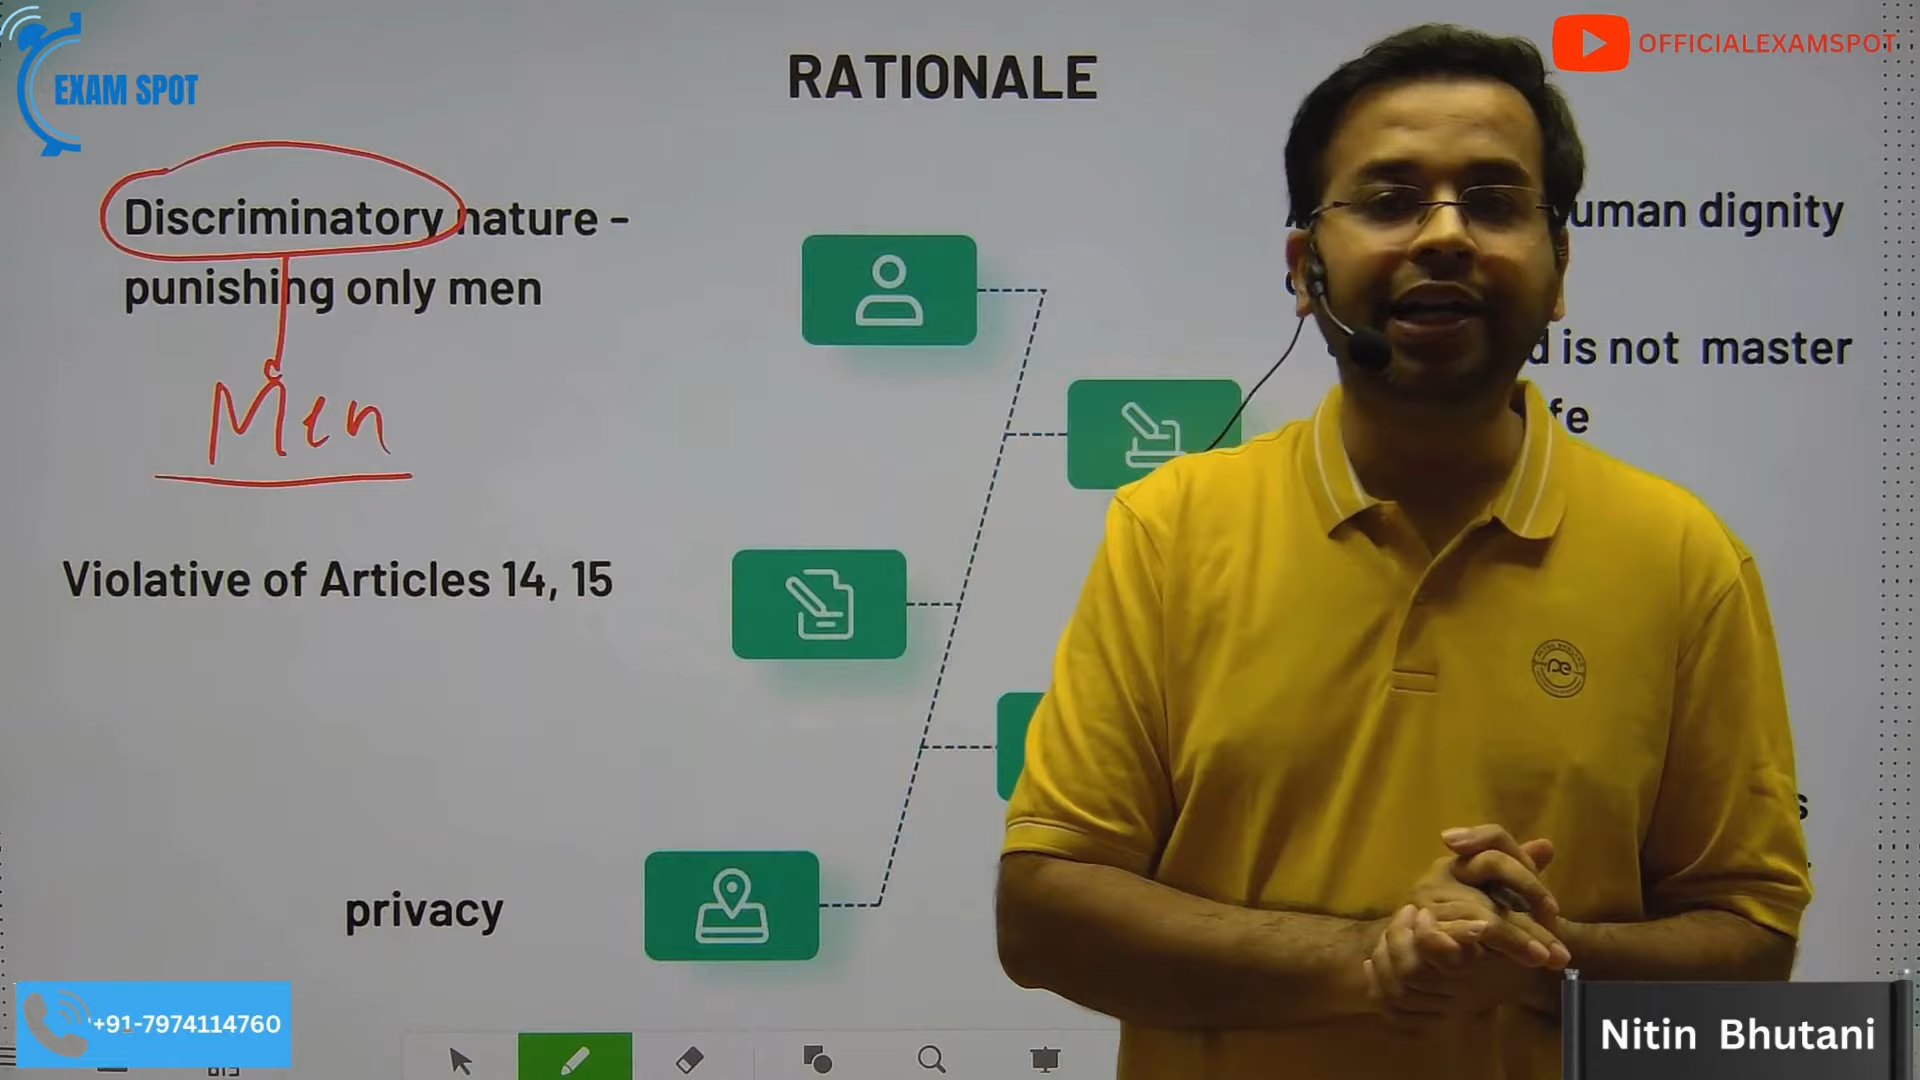 EXAM SPOT
OFFICIALEXAMSPOT
RATIONALE
Discriminatory nature -
punishing only men
Men
uman dignity
is not master
Violative of Articles 14, 15
privacy
+91-7974114760
Nitin Bhutani